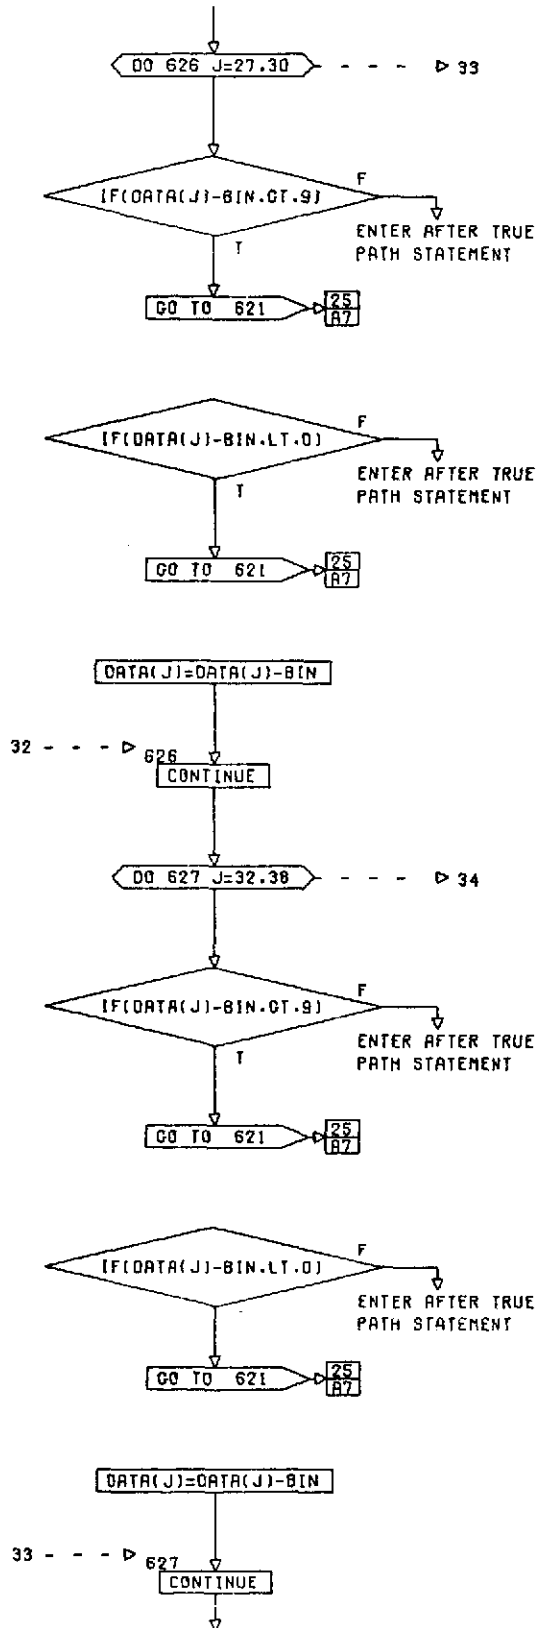 DO 626 J=27.30 - - - - 33
F
IF(DATA(J)-BIN.GT.9)
ENTER AFTER TRUE
PATH STATEMENT
T
GO TO 621
25
A7
F
IF(DATA(J)-BIN.LT.0)
ENTER AFTER TRUE
PATH STATEMENT
T
GO TO 621
25
A7
DATA(J)=DATA(J)-BIN
32 - - - 626
CONTINUE
DO 627 J=32.38 - - - - 34
F
IF(DATA(J)-BIN.GT.9)
ENTER AFTER TRUE
PATH STATEMENT
T
GO TO 621
25
A7
F
IF(DATA(J)-BIN.LT.0)
ENTER AFTER TRUE
PATH STATEMENT
T
GO TO 621
25
A7
DATA(J)=DATA(J)-BIN
33 - - - 627
CONTINUE